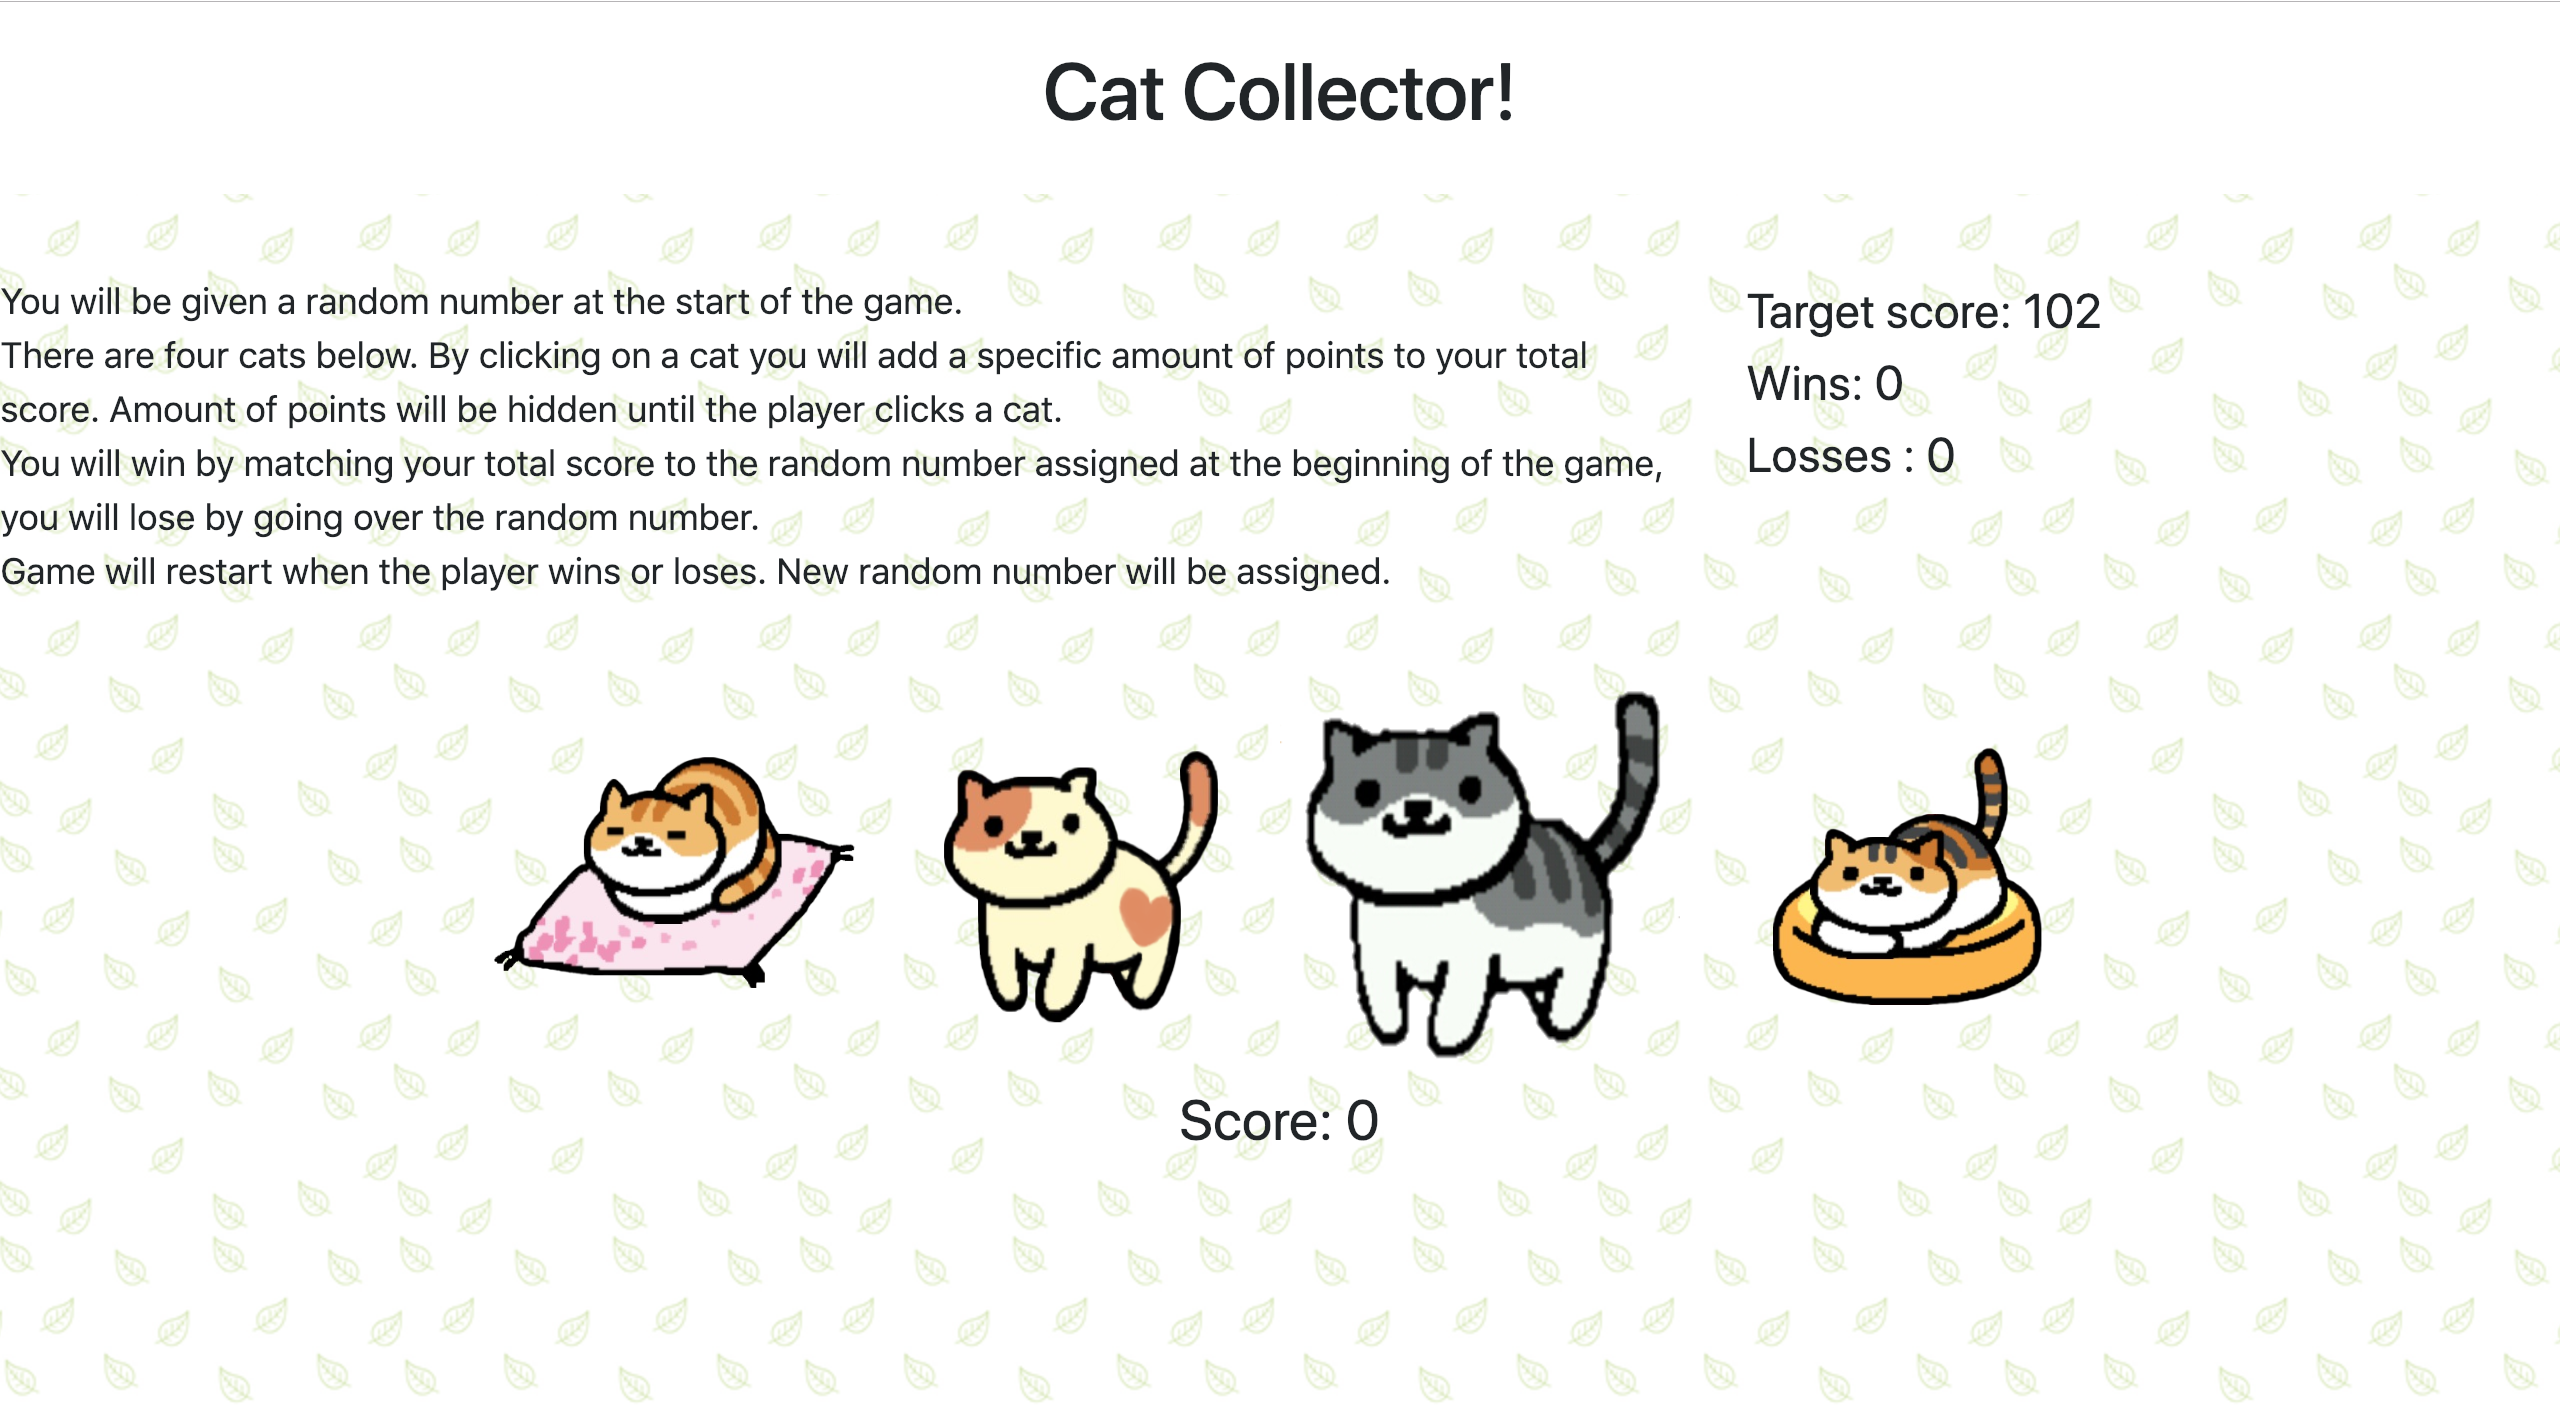 Cat Collector!
You will be given a random number at the start of the game.
There are four cats below. By clicking on a cat you will add a specific amount of points to your total
score. Amount of points will be hidden until the player clicks a cat.
You will win by matching your total score to the random number assigned at the beginning of the game,
you will lose by going over the random number.
Game will restart when the player wins or loses. New random number will be assigned.
Target score: 102
Wins: 0
Losses : 0
Score: 0